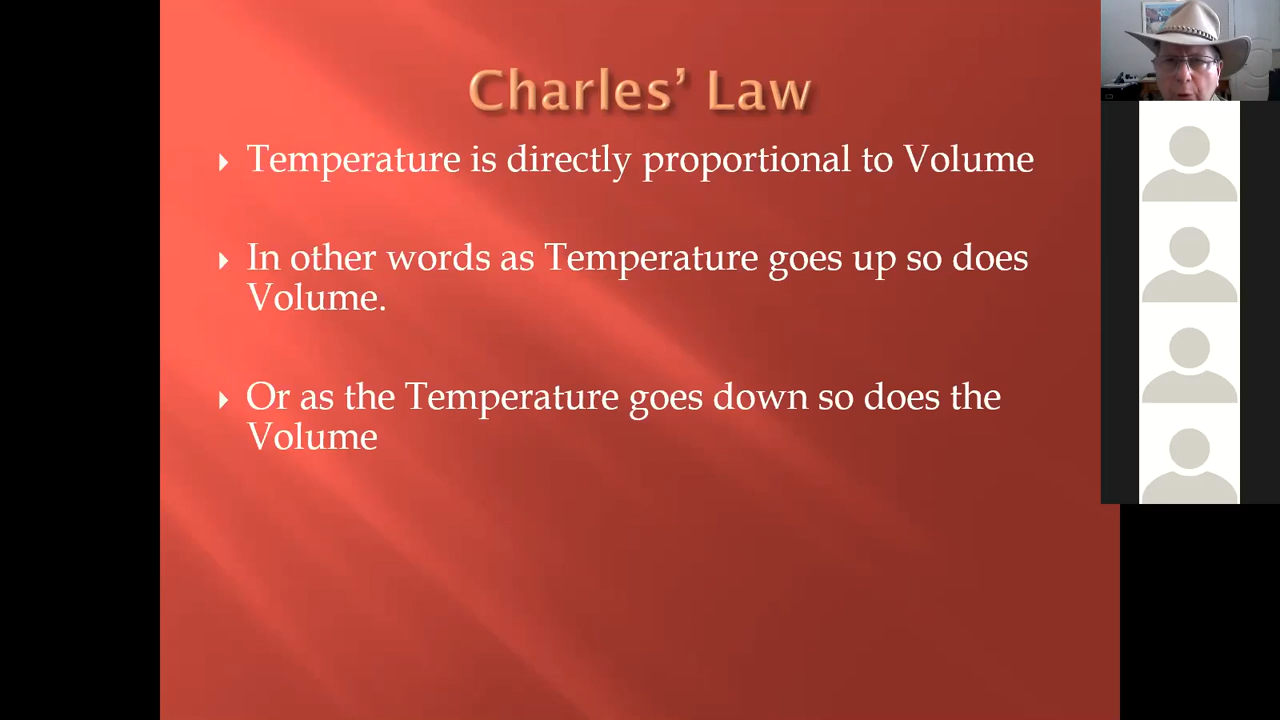 Charles’ Law
Temperature is directly proportional to Volume
In other words as Temperature goes up so does
Volume.
Or as the Temperature goes down so does the
Volume